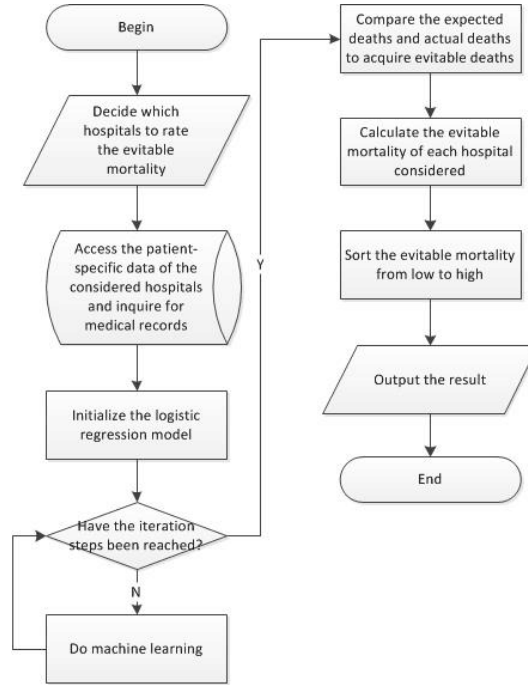 Begin
Decide which
hospitals to rate
the evitable
mortality
Access the patient-
specific data of the
considered hospitals
and inquire for
medical records
Initialize the logistic
regression model
Have the iteration
steps been reached?
N
Do machine learning
Y
Compare the expected
deaths and actual deaths
to acquire evitable deaths
Calculate the evitable
mortality of each hospital
considered
Sort the evitable mortality
from low to high
Output the result
End